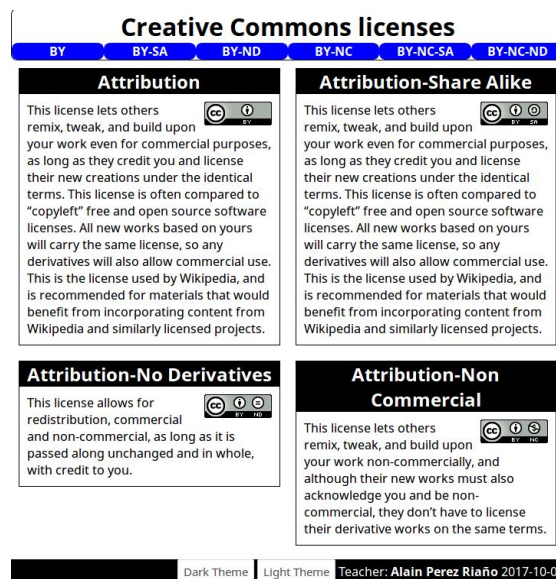 Creative Commons licenses
BY BY-SA BY-ND BY-NC BY-NC-SA BY-NC-ND
Attribution
This license lets others
remix, tweak, and build upon
your work even for commercial purposes,
as long as they credit you and license
their new creations under the identical
terms. This license is often compared to
“copyleft” free and open source software
licenses. All new works based on yours
will carry the same license, so any
derivatives will also allow commercial use.
This is the license used by Wikipedia, and
is recommended for materials that would
benefit from incorporating content from
Wikipedia and similarly licensed projects.
cc
BY
Attribution-Share Alike
This license lets others
remix, tweak, and build upon
your work even for commercial purposes,
as long as they credit you and license
their new creations under the identical
terms. This license is often compared to
“copyleft” free and open source software
licenses. All new works based on yours
will carry the same license, so any
derivatives will also allow commercial use.
This is the license used by Wikipedia, and
is recommended for materials that would
benefit from incorporating content from
Wikipedia and similarly licensed projects.
cc
BY SA
Attribution-No Derivatives
This license allows for
redistribution, commercial
and non-commercial, as long as it is
passed along unchanged and in whole,
with credit to you.
cc
BY ND
Attribution-Non
Commercial
This license lets others
remix, tweak, and build upon
your work non-commercially, and
although their new works must also
acknowledge you and be non-
commercial, they don’t have to license
their derivative works on the same terms.
cc
BY NC
Dark Theme Light Theme Teacher: Alain Perez Riaño 2017-10-0